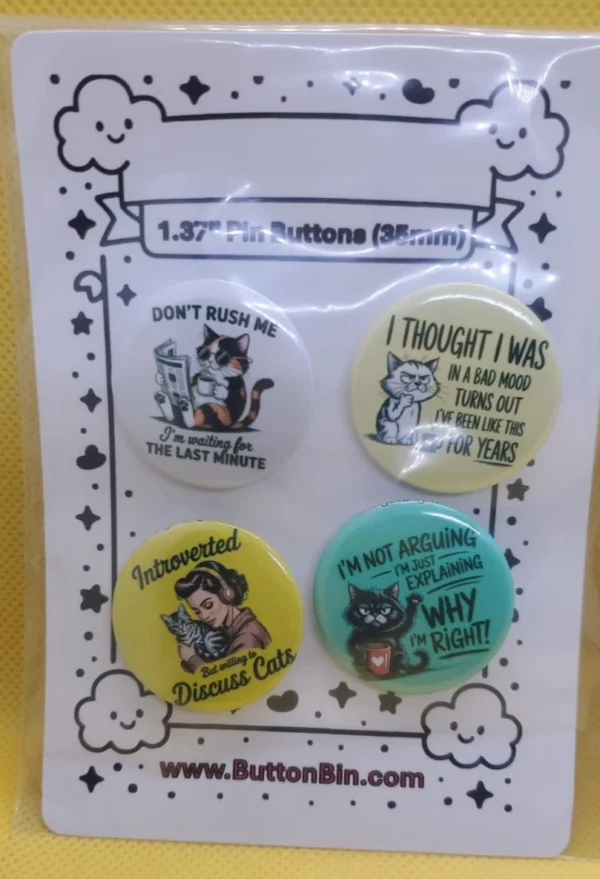 1.37" Pin Buttons (35mm)
DON'T RUSH ME
I'm waiting for
THE LAST MINUTE
I THOUGHT I WAS
IN A BAD MOOD
TURNS OUT
I'VE BEEN LIKE THIS
FOR YEARS
Introverted
But willing to
Discuss Cats
I'M NOT ARGUING
I'M JUST
EXPLAINING
WHY
I'M RIGHT!
www.ButtonBin.com